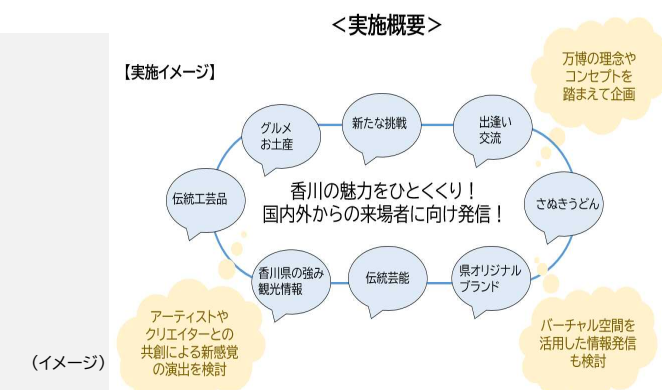 ＜実施概要＞
【実施イメージ】
万博の理念や
コンセプトを
踏まえて企画
グルメ
お土産
新たな挑戦
出逢い
交流
伝統工芸品
香川の魅力をひとくくり！
国内外からの来場者に向け発信！
さぬきうどん
香川県の強み
観光情報
伝統芸能
県オリジナル
ブランド
アーティストや
クリエイターとの
共創による新感覚
の演出を検討
バーチャル空間を
活用した情報発信
も検討
（イメージ）